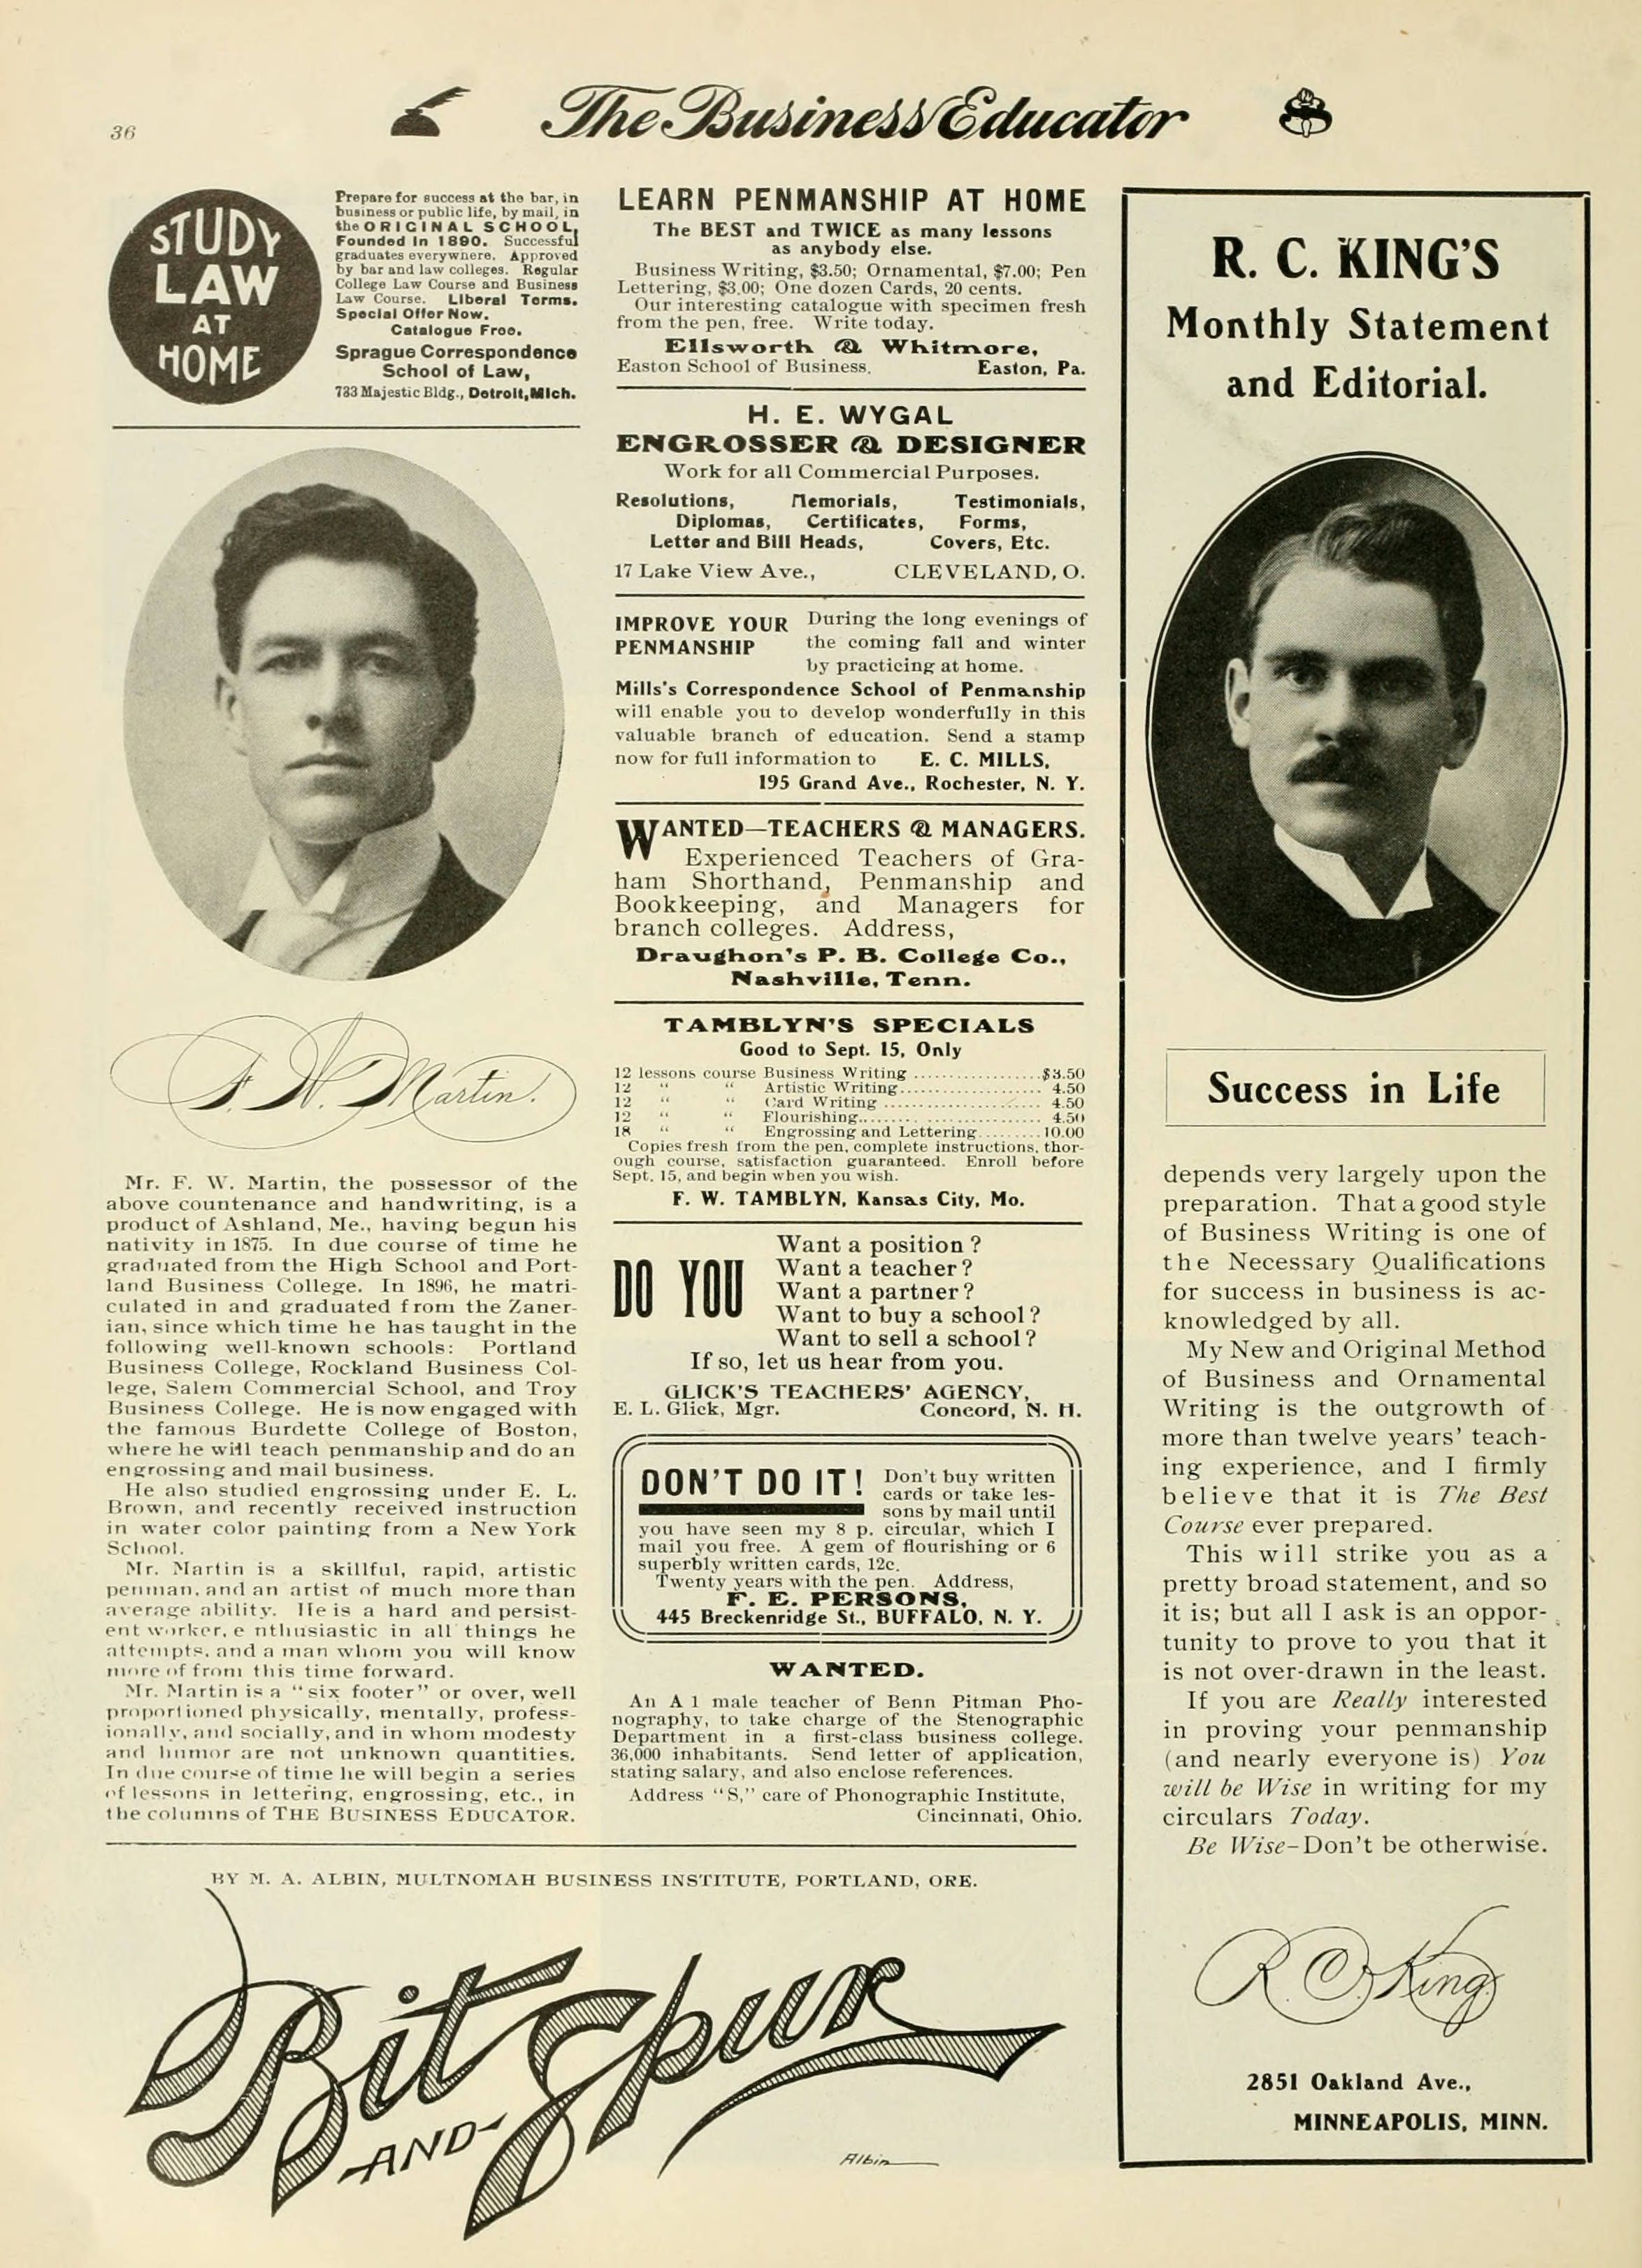 36
The Business Educator
STUDY
LAW
AT
HOME
Prepare for success at the bar, in
business or public life, by mail, in
the ORIGINAL SCHOOL,
Founded in 1890. Successful
graduates everywhere. Approved
by bar and law colleges. Regular
College Law Course and Business
Law Course. Liberal Terms.
Special Offer Now.
Catalogue Free.
Sprague Correspondence
School of Law,
733 Majestic Bldg., Detroit, Mich.
F. W. Martin.
Mr. F. W. Martin, the possessor of the
above countenance and handwriting, is a
product of Ashland, Me., having begun his
nativity in 1875. In due course of time he
graduated from the High School and Port-
land Business College. In 1896, he matri-
culated in and graduated from the Zaner-
ian, since which time he has taught in the
following well-known schools: Portland
Business College, Rockland Business Col-
lege, Salem Commercial School, and Troy
Business College. He is now engaged with
the famous Burdette College of Boston,
where he will teach penmanship and do an
engrossing and mail business.
He also studied engrossing under E. L.
Brown, and recently received instruction
in water color painting from a New York
School.
Mr. Martin is a skillful, rapid, artistic
penman, and an artist of much more than
average ability. He is a hard and persist-
ent worker, e nthusiastic in all things he
attempts, and a man whom you will know
more of from this time forward.
Mr. Martin is a "six footer" or over, well
proportioned physically, mentally, profess-
ionally, and socially, and in whom modesty
and humor are not unknown quantities.
In due course of time he will begin a series
of lessons in lettering, engrossing, etc., in
the columns of THE BUSINESS EDUCATOR.
LEARN PENMANSHIP AT HOME
The BEST and TWICE as many lessons
as anybody else.
Business Writing, $3.50; Ornamental, $7.00; Pen
Lettering, $3.00; One dozen Cards, 20 cents.
Our interesting catalogue with specimen fresh
from the pen, free. Write today.
Ellsworth & Whitmore,
Easton School of Business. Easton, Pa.
H. E. WYGAL
ENGROSSER & DESIGNER
Work for all Commercial Purposes.
Resolutions, Memorials, Testimonials,
Diplomas, Certificates, Forms,
Letter and Bill Heads, Covers, Etc.
17 Lake View Ave., CLEVELAND, O.
IMPROVE YOUR
PENMANSHIP
During the long evenings of
the coming fall and winter
by practicing at home.
Mills's Correspondence School of Penmanship
will enable you to develop wonderfully in this
valuable branch of education. Send a stamp
now for full information to E. C. MILLS,
195 Grand Ave., Rochester, N. Y.
WANTED—TEACHERS & MANAGERS.
Experienced Teachers of Gra-
ham Shorthand, Penmanship and
Bookkeeping, and Managers for
branch colleges. Address,
Draughon's P. B. College Co.,
Nashville, Tenn.
TAMBLYN'S SPECIALS
Good to Sept. 15, Only
12 lessons course Business Writing ................$3.50
12 " " Artistic Writing.................. 4.50
12 " " Card Writing .................... 4.50
12 " " Flourishing....................... 4.50
18 " " Engrossing and Lettering.........10.00
Copies fresh from the pen, complete instructions, thor-
ough course, satisfaction guaranteed. Enroll before
Sept. 15, and begin when you wish.
F. W. TAMBLYN, Kansas City, Mo.
DO YOU
Want a position?
Want a teacher?
Want a partner?
Want to buy a school?
Want to sell a school?
If so, let us hear from you.
GLICK'S TEACHERS' AGENCY,
E. L. Glick, Mgr. Concord, N. H.
DON'T DO IT! Don't buy written
cards or take les-
sons by mail until
you have seen my 8 p. circular, which I
mail you free. A gem of flourishing or 6
superbly written cards, 12c.
Twenty years with the pen. Address,
F. E. PERSONS,
445 Breckenridge St., BUFFALO, N. Y.
WANTED.
An A 1 male teacher of Benn Pitman Pho-
nography, to take charge of the Stenographic
Department in a first-class business college.
36,000 inhabitants. Send letter of application,
stating salary, and also enclose references.
Address "S," care of Phonographic Institute,
Cincinnati, Ohio.
R. C. KING'S
Monthly Statement
and Editorial.
Success in Life
depends very largely upon the
preparation. That a good style
of Business Writing is one of
the Necessary Qualifications
for success in business is ac-
knowledged by all.
My New and Original Method
of Business and Ornamental
Writing is the outgrowth of
more than twelve years' teach-
ing experience, and I firmly
believe that it is The Best
Course ever prepared.
This will strike you as a
pretty broad statement, and so
it is; but all I ask is an oppor-
tunity to prove to you that it
is not over-drawn in the least.
If you are Really interested
in proving your penmanship
(and nearly everyone is) You
will be Wise in writing for my
circulars Today.
Be Wise–Don't be otherwise.
R. C. King
2851 Oakland Ave.,
MINNEAPOLIS, MINN.
BY M. A. ALBIN, MULTNOMAH BUSINESS INSTITUTE, PORTLAND, ORE.
Bit
-AND-
Spur
Albin